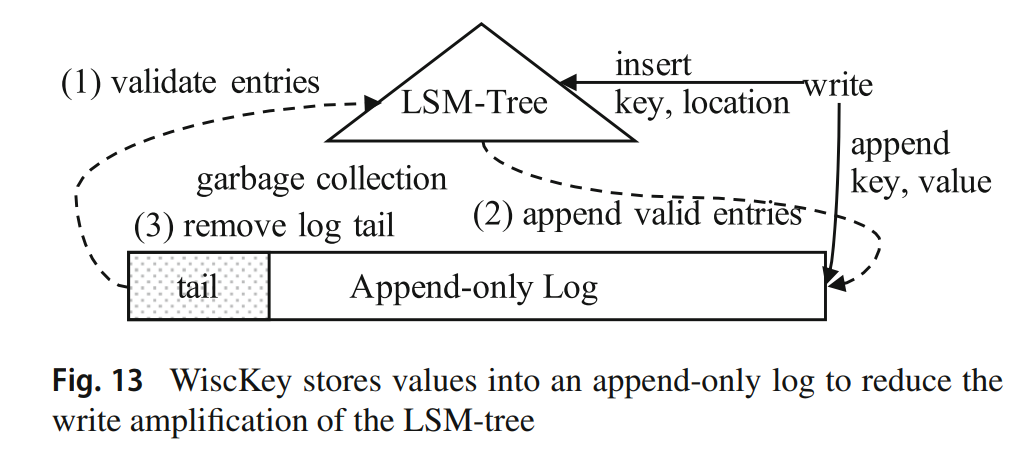 (1) validate entries
LSM-Tree
insert
key, location
write
append
key, value
garbage collection
(3) remove log tail
(2) append valid entries
tail
Append-only Log
Fig. 13 WiscKey stores values into an append-only log to reduce the
write amplification of the LSM-tree